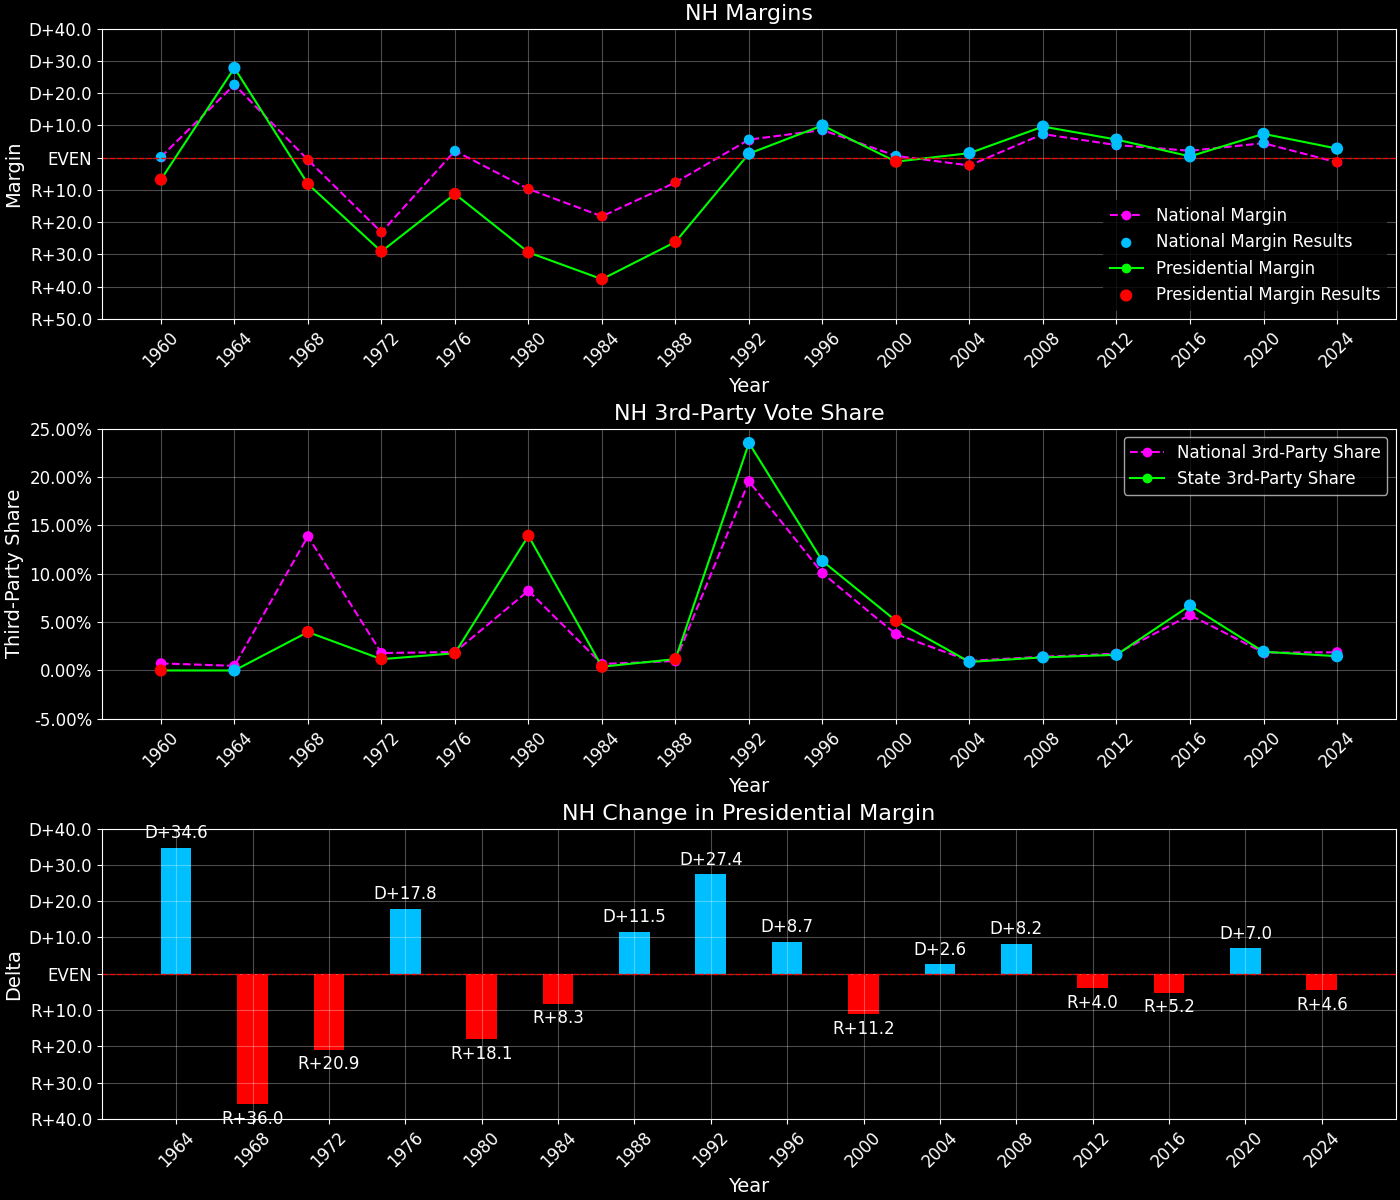 NH Margins
D+40.0
D+30.0
D+20.0
D+10.0
EVEN
R+10.0
R+20.0
R+30.0
R+40.0
R+50.0
Margin
National Margin
National Margin Results
Presidential Margin
Presidential Margin Results
1960 1964 1968 1972 1976 1980 1984 1988 1992 1996 2000 2004 2008 2012 2016 2020 2024
Year
NH 3rd-Party Vote Share
25.00%
20.00%
15.00%
10.00%
5.00%
0.00%
-5.00%
Third-Party Share
National 3rd-Party Share
State 3rd-Party Share
1960 1964 1968 1972 1976 1980 1984 1988 1992 1996 2000 2004 2008 2012 2016 2020 2024
Year
NH Change in Presidential Margin
D+40.0
D+30.0
D+20.0
D+10.0
EVEN
R+10.0
R+20.0
R+30.0
R+40.0
Delta
D+34.6
R+36.0
R+20.9
D+17.8
R+18.1
R+8.3
D+11.5
D+27.4
D+8.7
R+11.2
D+2.6
D+8.2
R+4.0
R+5.2
D+7.0
R+4.6
1964 1968 1972 1976 1980 1984 1988 1992 1996 2000 2004 2008 2012 2016 2020 2024
Year